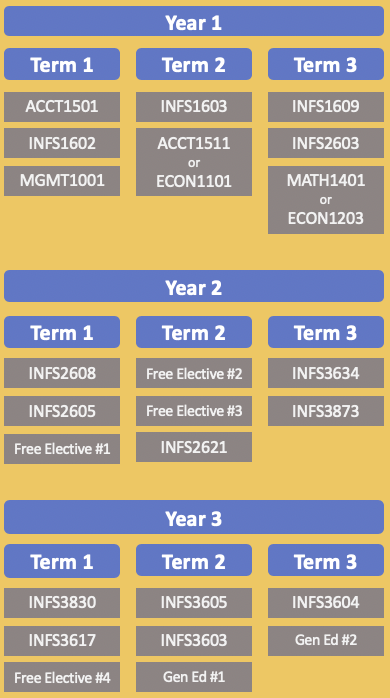 Year 1
Term 1
Term 2
Term 3
ACCT1501
INFS1603
INFS1609
INFS1602
ACCT1511
or
ECON1101
INFS2603
MGMT1001
MATH1401
or
ECON1203
Year 2
Term 1
Term 2
Term 3
INFS2608
Free Elective #2
INFS3634
INFS2605
Free Elective #3
INFS3873
Free Elective #1
INFS2621
Year 3
Term 1
Term 2
Term 3
INFS3830
INFS3605
INFS3604
INFS3617
INFS3603
Gen Ed #2
Free Elective #4
Gen Ed #1